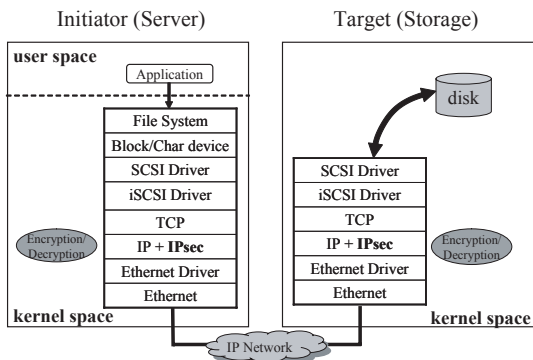 Initiator (Server)
Target (Storage)
user space
Application
File System
Block/Char device
SCSI Driver
iSCSI Driver
TCP
IP + IPsec
Ethernet Driver
Ethernet
Encryption/
Decryption
kernel space
disk
SCSI Driver
iSCSI Driver
TCP
IP + IPsec
Ethernet Driver
Ethernet
Encryption/
Decryption
kernel space
IP Network